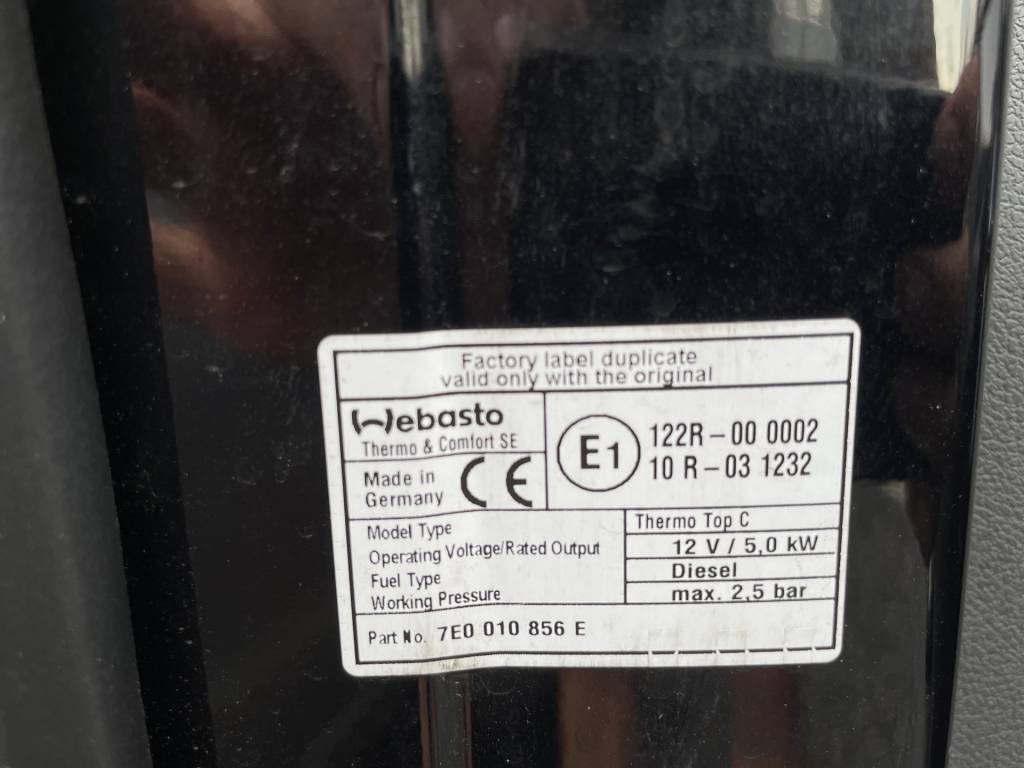 Factory label duplicate
valid only with the original
Webasto
Thermo & Comfort SE
Made in
Germany
CE
E1
122R-00 0002
10 R-03 1232
Model Type
Thermo Top C
Operating Voltage/Rated Output
12 V / 5,0 kW
Fuel Type
Diesel
Working Pressure
max. 2,5 bar
Part No. 7E0 010 856 E